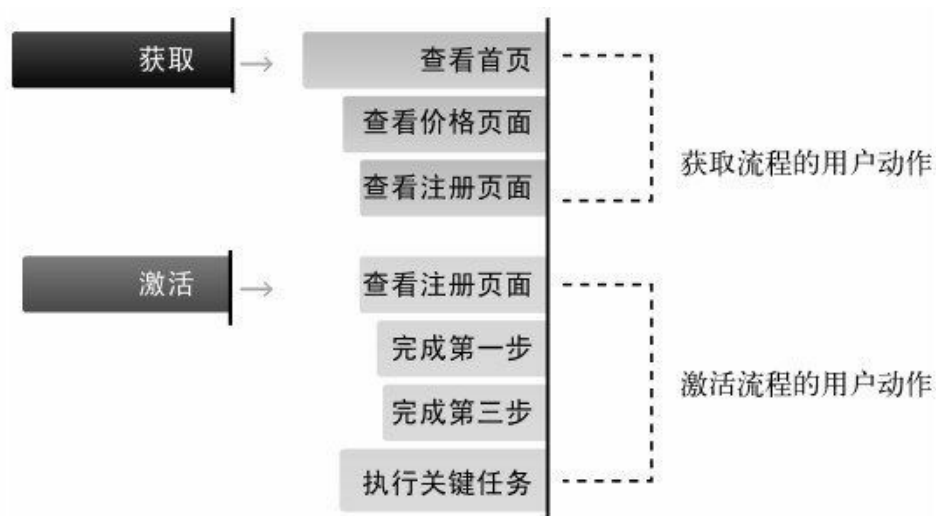 获取
查看首页
查看价格页面
查看注册页面
获取流程的用户动作
激活
查看注册页面
完成第一步
完成第三步
执行关键任务
激活流程的用户动作